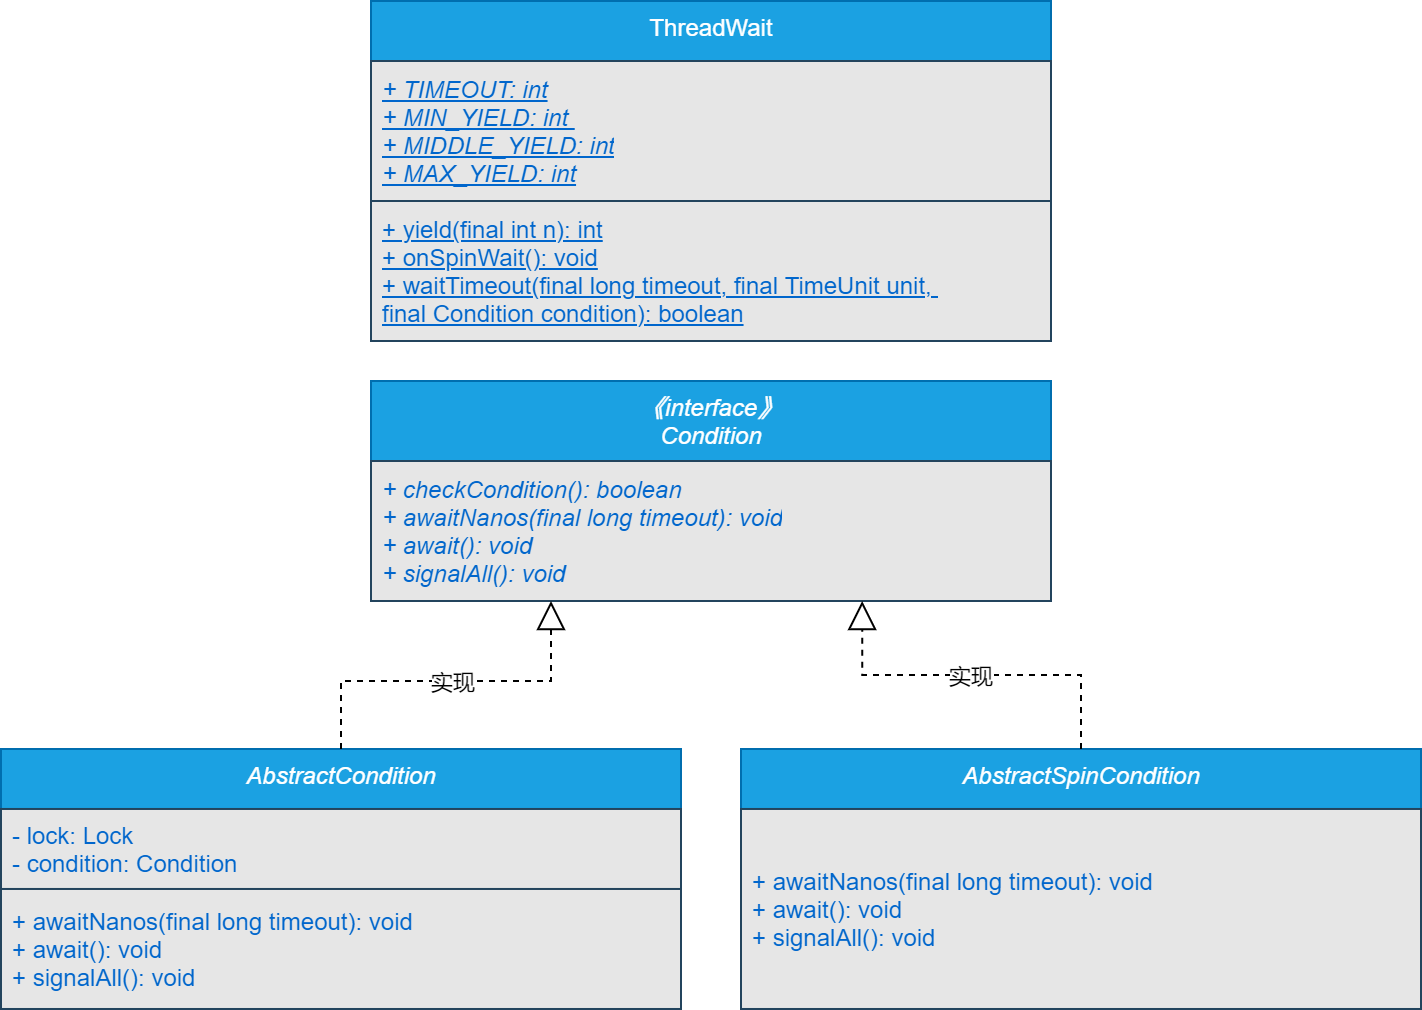 ThreadWait
+ TIMEOUT: int
+ MIN_YIELD: int
+ MIDDLE_YIELD: int
+ MAX_YIELD: int
+ yield(final int n): int
+ onSpinWait(): void
+ waitTimeout(final long timeout, final TimeUnit unit,
final Condition condition): boolean
《interface》
Condition
+ checkCondition(): boolean
+ awaitNanos(final long timeout): void
+ await(): void
+ signalAll(): void
实现
实现
AbstractCondition
- lock: Lock
- condition: Condition
+ awaitNanos(final long timeout): void
+ await(): void
+ signalAll(): void
AbstractSpinCondition
+ awaitNanos(final long timeout): void
+ await(): void
+ signalAll(): void